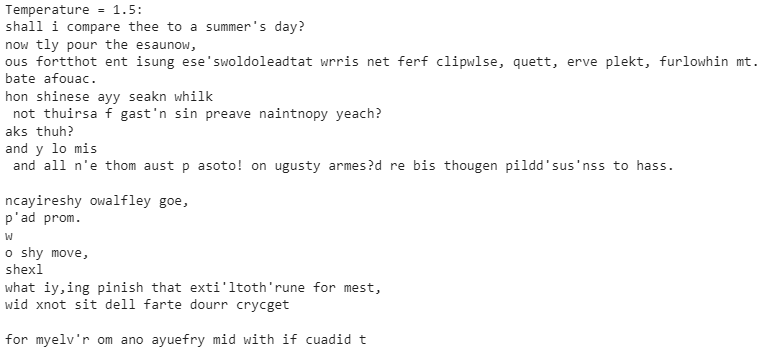 Temperature = 1.5:
shall i compare thee to a summer's day?
now tly pour the esaunow,
ous fortthot ent isung ese'swoldoleadtat wrris net ferf clipwlse, quett, erve plekt, furlowhin mt.
bate afouac.
hon shinese ayy seakn whilk
 not thuirsa f gast'n sin preave naintnopy yeach?
aks thuh?
and y lo mis
 and all n'e thom aust p asoto! on ugusty armes?d re bis thougen pildd'sus'nss to hass.

ncayireshy owalfley goe,
p'ad prom.
w
o shy move,
shexl
what iy,ing pinish that exti'ltoth'rune for mest,
wid xnot sit dell farte dourr crycget

for myelv'r om ano ayuefry mid with if cuadid t